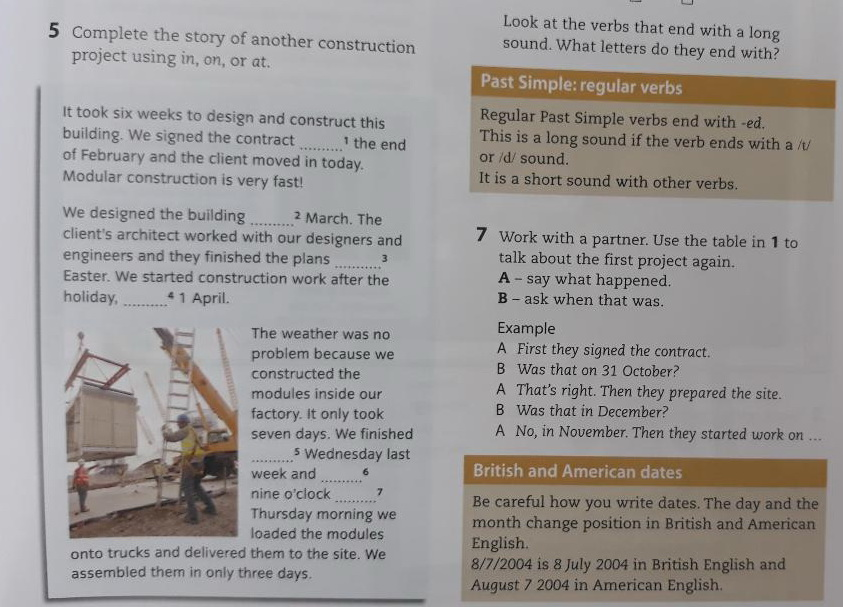 5 Complete the story of another construction
project using in, on, or at.
It took six weeks to design and construct this
building. We signed the contract ..........¹ the end
of February and the client moved in today.
Modular construction is very fast!
We designed the building ..........² March. The
client's architect worked with our designers and
engineers and they finished the plans ..........³
Easter. We started construction work after the
holiday, ..........⁴ 1 April.
The weather was no
problem because we
constructed the
modules inside our
factory. It only took
seven days. We finished
..........⁵ Wednesday last
week and ..........⁶
nine o'clock ..........⁷
Thursday morning we
loaded the modules
onto trucks and delivered them to the site. We
assembled them in only three days.
Look at the verbs that end with a long
sound. What letters do they end with?
Past Simple: regular verbs
Regular Past Simple verbs end with -ed.
This is a long sound if the verb ends with a /t/
or /d/ sound.
It is a short sound with other verbs.
7 Work with a partner. Use the table in 1 to
talk about the first project again.
A – say what happened.
B – ask when that was.
Example
A First they signed the contract.
B Was that on 31 October?
A That's right. Then they prepared the site.
B Was that in December?
A No, in November. Then they started work on ...
British and American dates
Be careful how you write dates. The day and the
month change position in British and American
English.
8/7/2004 is 8 July 2004 in British English and
August 7 2004 in American English.